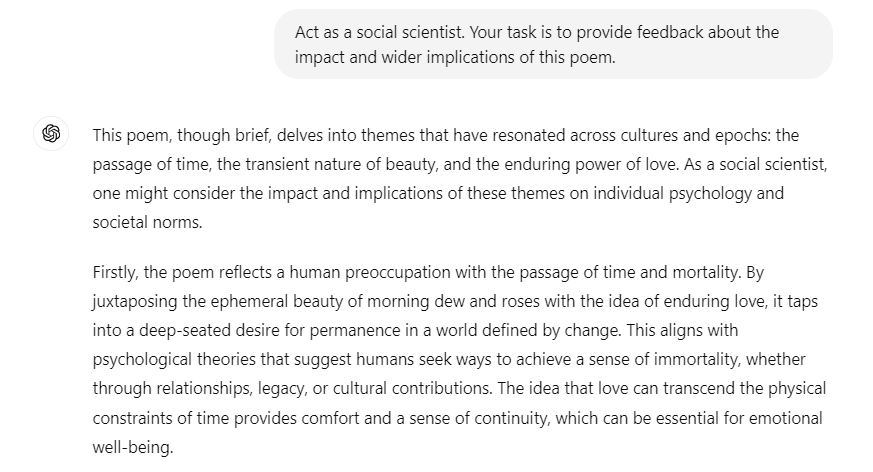 Act as a social scientist. Your task is to provide feedback about the
impact and wider implications of this poem.
This poem, though brief, delves into themes that have resonated across cultures and epochs: the
passage of time, the transient nature of beauty, and the enduring power of love. As a social scientist,
one might consider the impact and implications of these themes on individual psychology and
societal norms.
Firstly, the poem reflects a human preoccupation with the passage of time and mortality. By
juxtaposing the ephemeral beauty of morning dew and roses with the idea of enduring love, it taps
into a deep-seated desire for permanence in a world defined by change. This aligns with
psychological theories that suggest humans seek ways to achieve a sense of immortality, whether
through relationships, legacy, or cultural contributions. The idea that love can transcend the physical
constraints of time provides comfort and a sense of continuity, which can be essential for emotional
well-being.